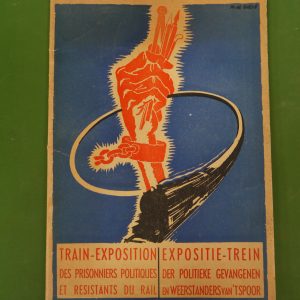 TRAIN-EXPOSITION EXPOSITIE-TREIN
DES PRISONNIERS POLITIQUES DER POLITIEKE GEVANGENEN
ET RESISTANTS DU RAIL EN WEERSTANDERS VAN'T SPOOR